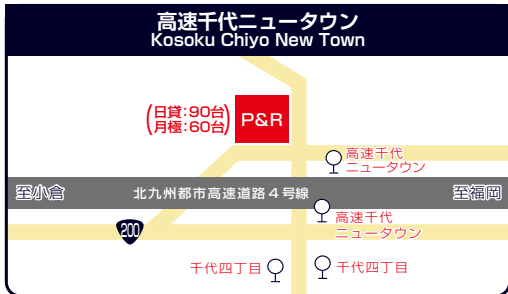 高速千代ニュータウン
Kosoku Chiyo New Town
(日貸:90台
月極:60台)
P&R
高速千代
ニュータウン
至小倉
北九州都市高速道路4号線
至福岡
高速千代
ニュータウン
200
千代四丁目
千代四丁目